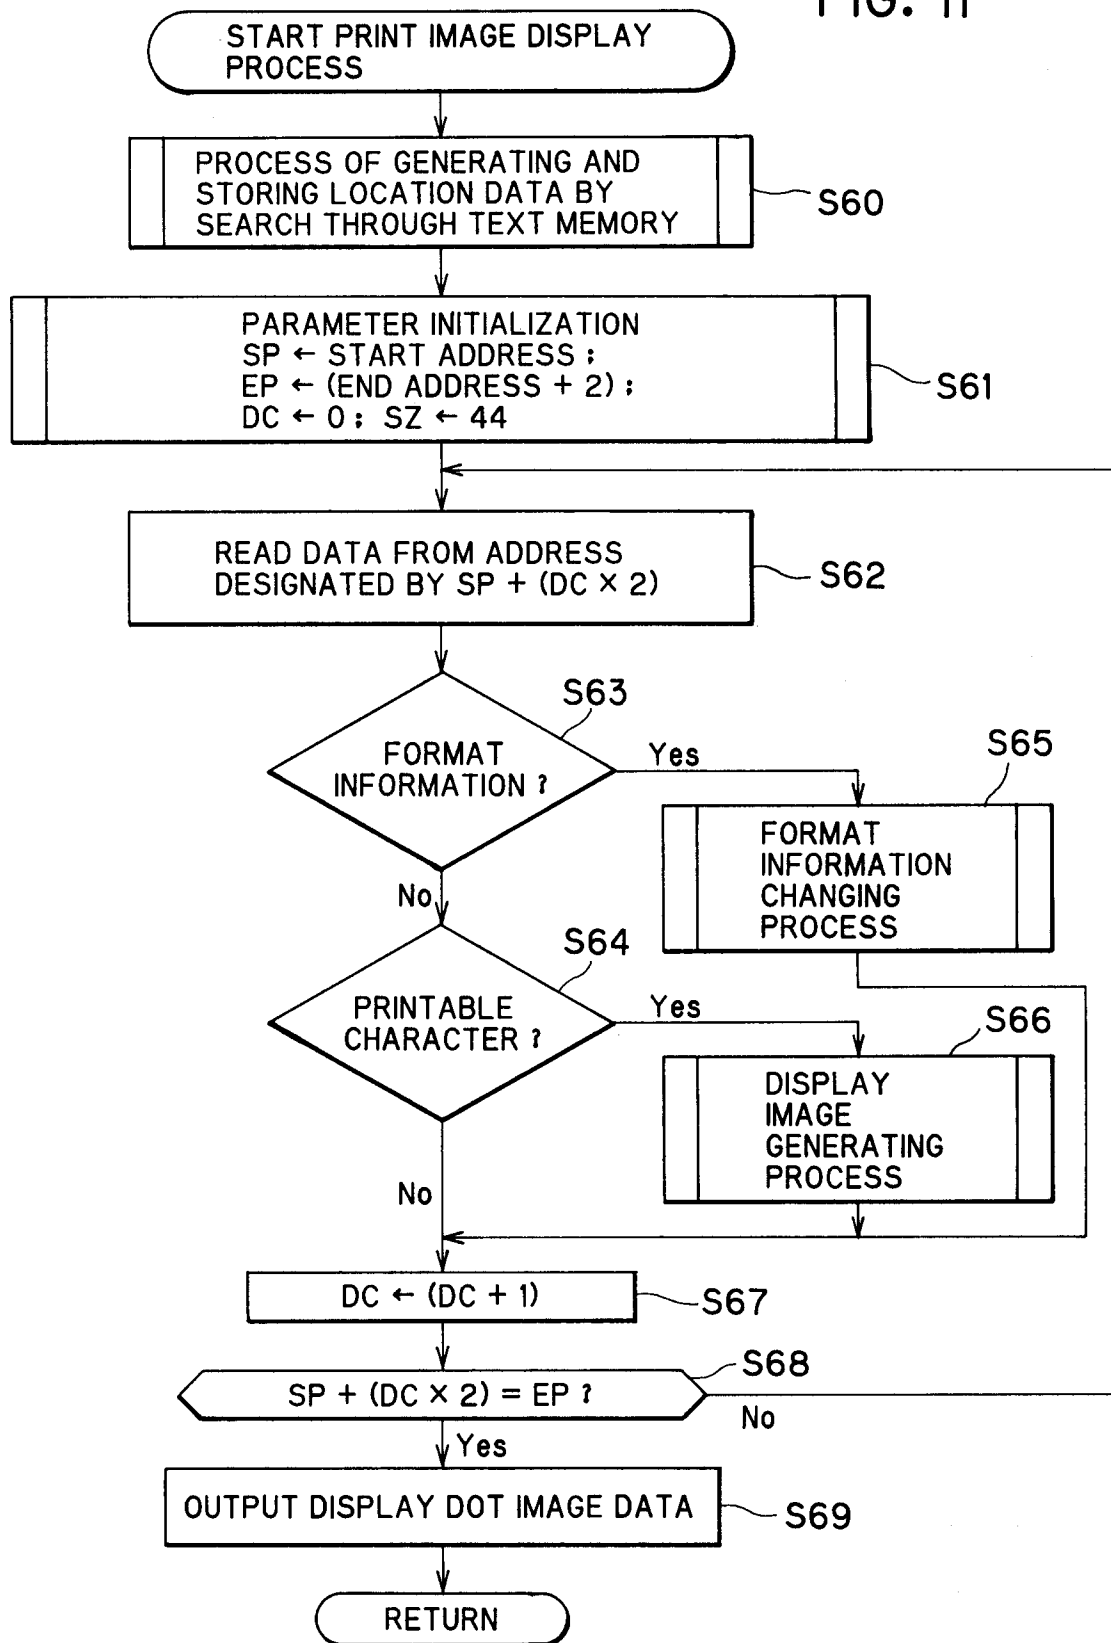 FIG. 11
START PRINT IMAGE DISPLAY
PROCESS
PROCESS OF GENERATING AND
STORING LOCATION DATA BY
SEARCH THROUGH TEXT MEMORY
S60
PARAMETER INITIALIZATION
SP ← START ADDRESS ;
EP ← (END ADDRESS + 2) ;
DC ← 0 ; SZ ← 44
S61
READ DATA FROM ADDRESS
DESIGNATED BY SP + (DC × 2)
S62
S63
FORMAT
INFORMATION ?
Yes
S65
FORMAT
INFORMATION
CHANGING
PROCESS
No
S64
PRINTABLE
CHARACTER ?
Yes
S66
DISPLAY
IMAGE
GENERATING
PROCESS
No
DC ← (DC + 1)
S67
S68
SP + (DC × 2) = EP ?
No
Yes
OUTPUT DISPLAY DOT IMAGE DATA
S69
RETURN